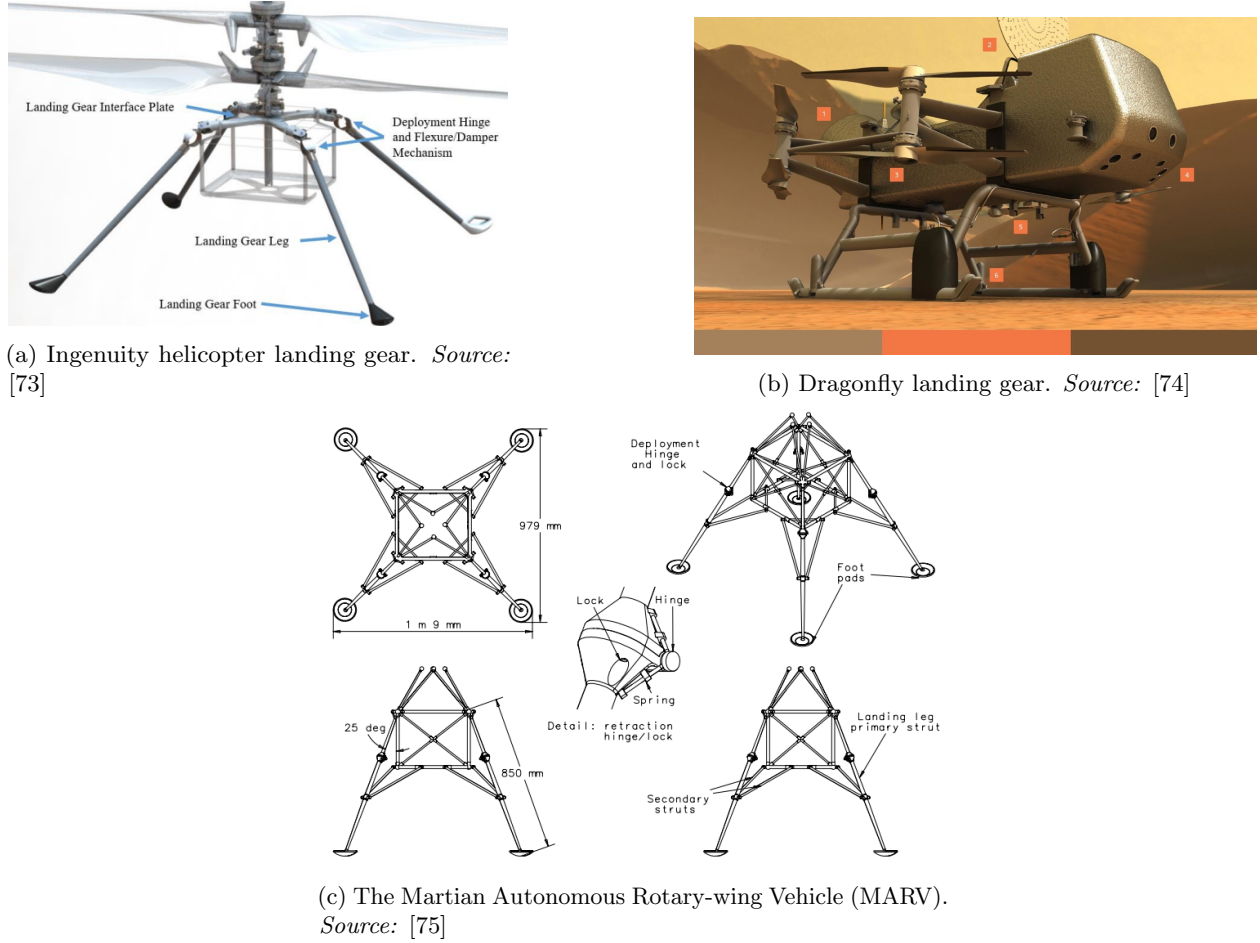 Landing Gear Interface Plate
Deployment Hinge
and Flexure/Damper
Mechanism
Landing Gear Leg
Landing Gear Foot
(a) Ingenuity helicopter landing gear. Source:
[73]
2
1
3
4
5
6
(b) Dragonfly landing gear. Source: [74]
979 mm
1 m 9 mm
Deployment
Hinge
and lock
Foot
pads
Lock
Hinge
Spring
Detail: retraction
hinge/lock
25 deg
850 mm
Landing leg
primary strut
Secondary
struts
(c) The Martian Autonomous Rotary-wing Vehicle (MARV).
Source: [75]